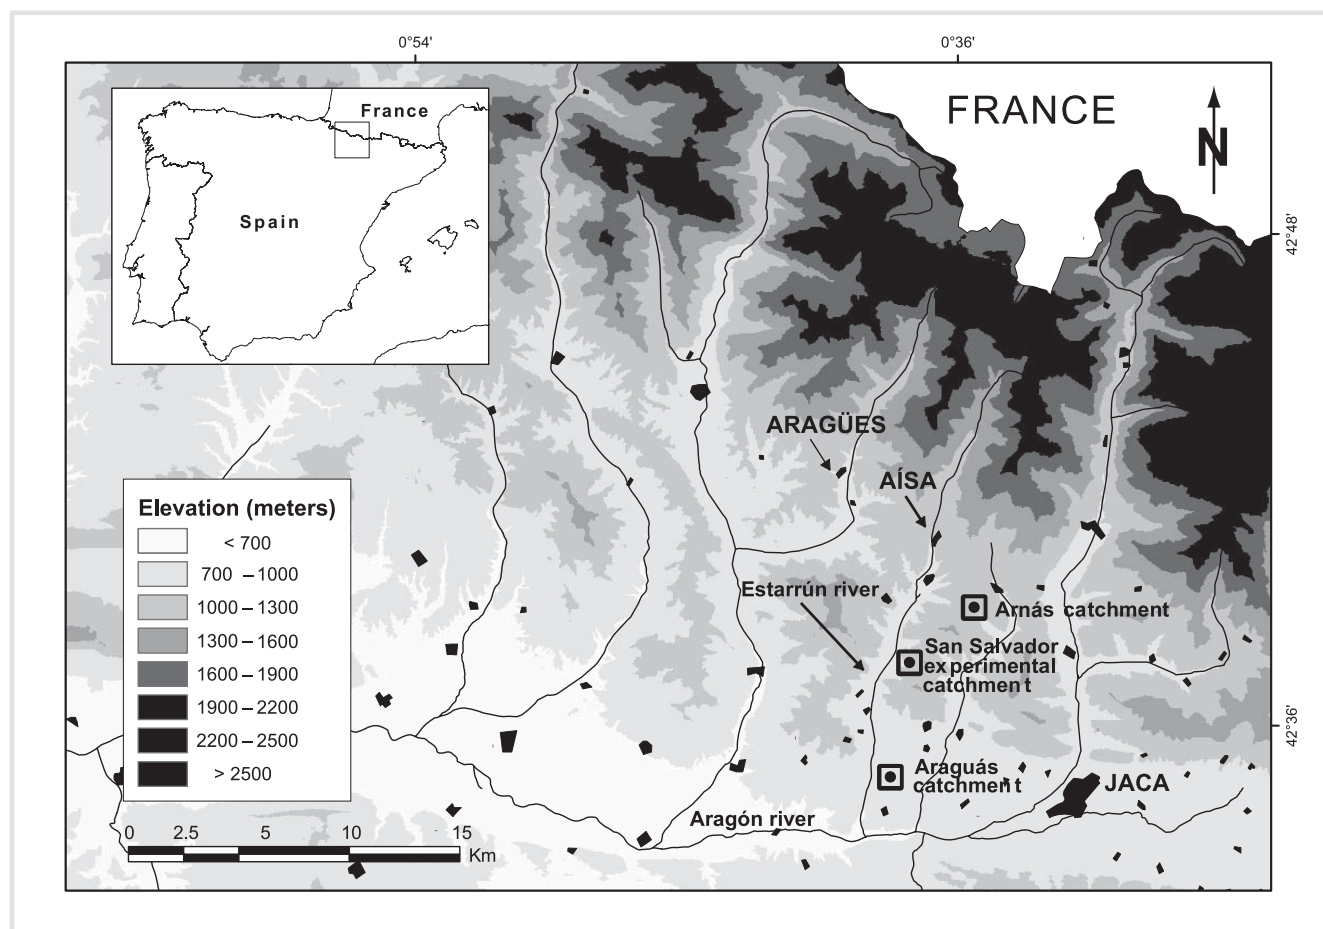 0°54'
0°36'
FRANCE
N
France
Spain
42°48'
ARAGÜES
AÍSA
Elevation (meters)
< 700
700 – 1000
1000 – 1300
1300 – 1600
1600 – 1900
1900 – 2200
2200 – 2500
> 2500
Estarrún river
Arnás catchment
San Salvador
experimental
catchment
42°36'
Araguás
catchment
JACA
Aragón river
0 2.5 5 10 15
Km